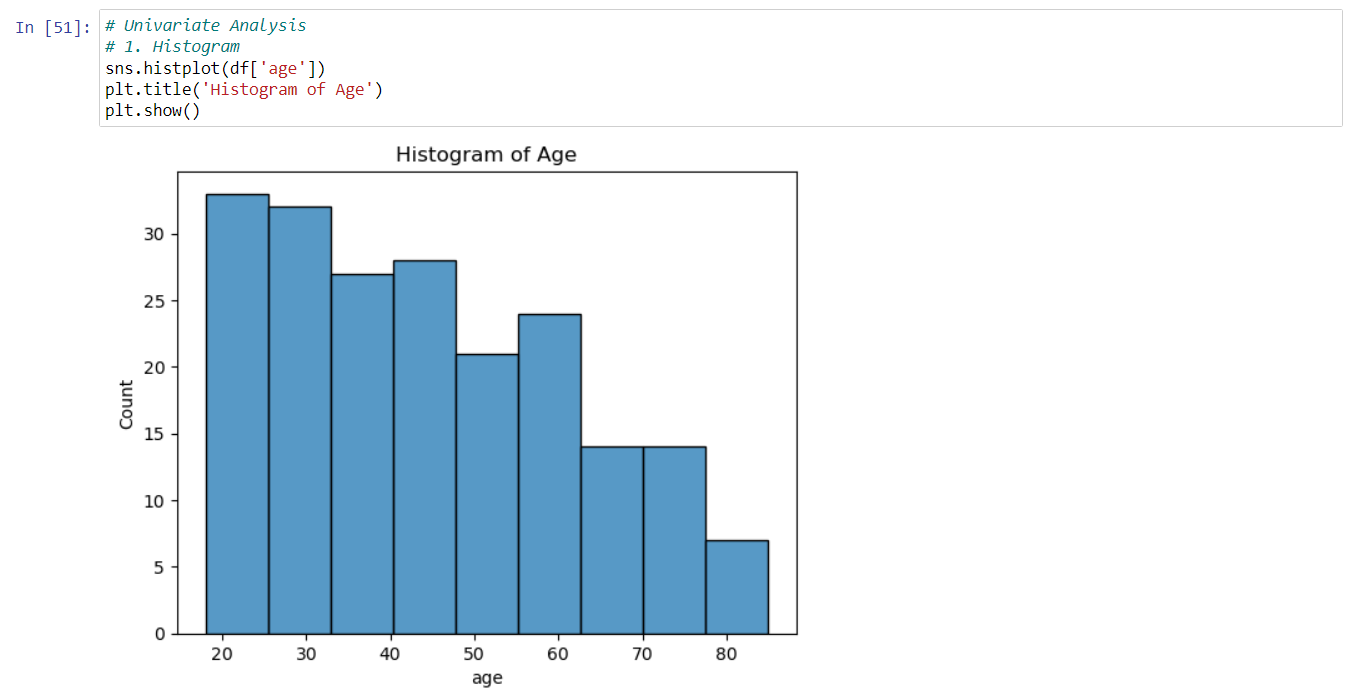 In [51]:
# Univariate Analysis
# 1. Histogram
sns.histplot(df['age'])
plt.title('Histogram of Age')
plt.show()
Histogram of Age
30
25
20
15
10
5
0
Count
20 30 40 50 60 70 80
age